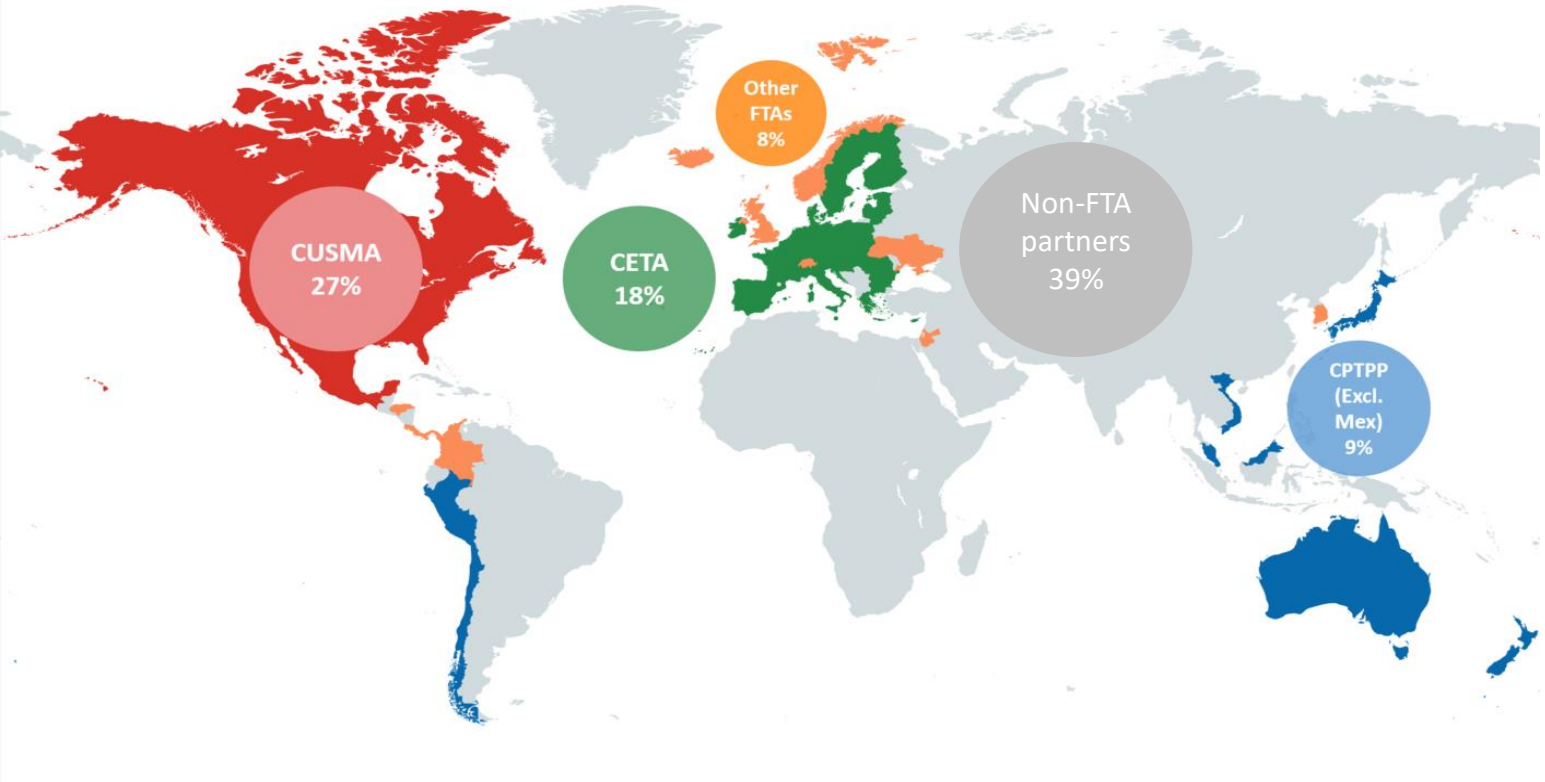 Other
FTAs
8%
CUSMA
27%
CETA
18%
Non-FTA
partners
39%
CPTPP
(Excl.
Mex)
9%